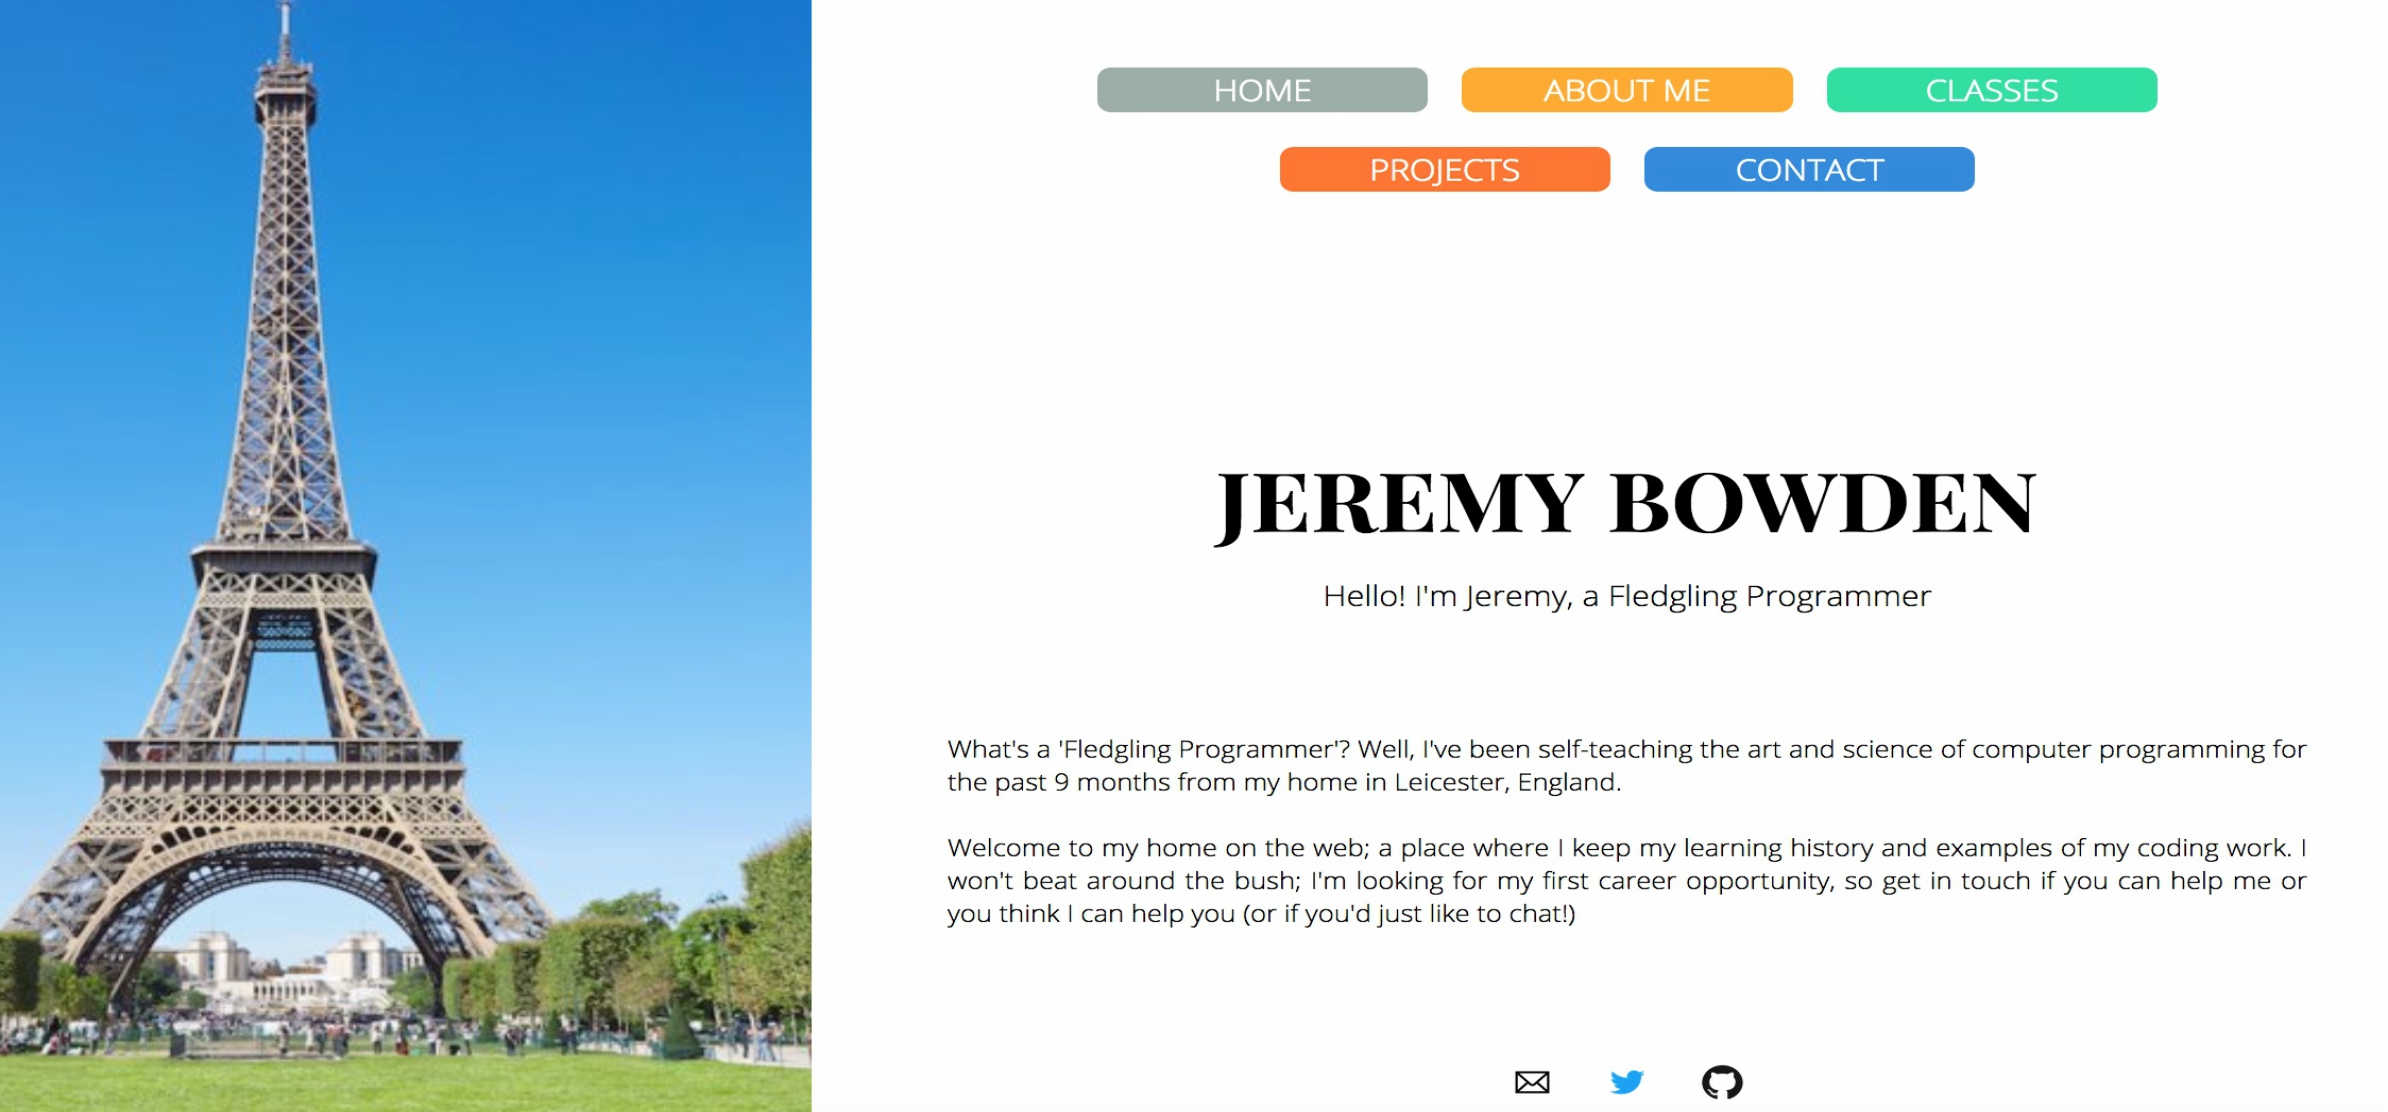 HOME
ABOUT ME
CLASSES
PROJECTS
CONTACT
JEREMY BOWDEN
Hello! I'm Jeremy, a Fledgling Programmer
What's a 'Fledgling Programmer'? Well, I've been self-teaching the art and science of computer programming for
the past 9 months from my home in Leicester, England.
Welcome to my home on the web; a place where I keep my learning history and examples of my coding work. I
won't beat around the bush; I'm looking for my first career opportunity, so get in touch if you can help me or
you think I can help you (or if you'd just like to chat!)